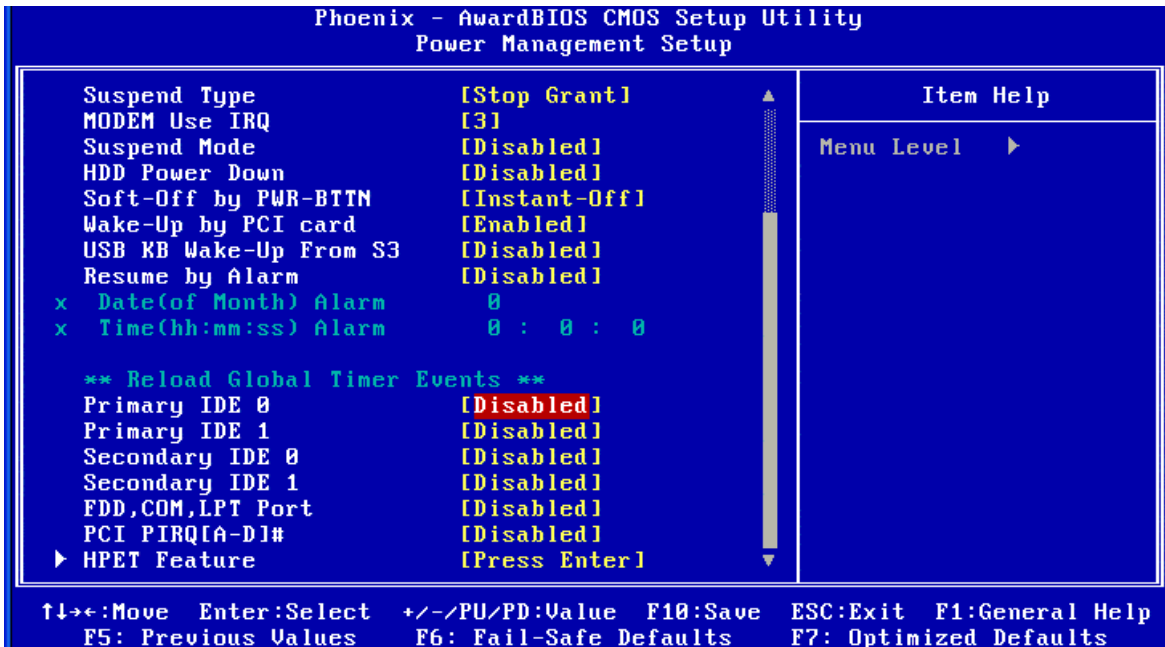 Phoenix - AwardBIOS CMOS Setup Utility
Power Management Setup
Suspend Type [Stop Grant]
MODEM Use IRQ [3]
Suspend Mode [Disabled]
HDD Power Down [Disabled]
Soft-Off by PWR-BTTN [Instant-Off]
Wake-Up by PCI card [Enabled]
USB KB Wake-Up From S3 [Disabled]
Resume by Alarm [Disabled]
x Date(of Month) Alarm 0
x Time(hh:mm:ss) Alarm 0 : 0 : 0
** Reload Global Timer Events **
Primary IDE 0 [Disabled]
Primary IDE 1 [Disabled]
Secondary IDE 0 [Disabled]
Secondary IDE 1 [Disabled]
FDD,COM,LPT Port [Disabled]
PCI PIRQ[A-D]# [Disabled]
HPET Feature [Press Enter]
Item Help
Menu Level
↑↓→←:Move Enter:Select +/-/PU/PD:Value F10:Save ESC:Exit F1:General Help
F5: Previous Values F6: Fail-Safe Defaults F7: Optimized Defaults